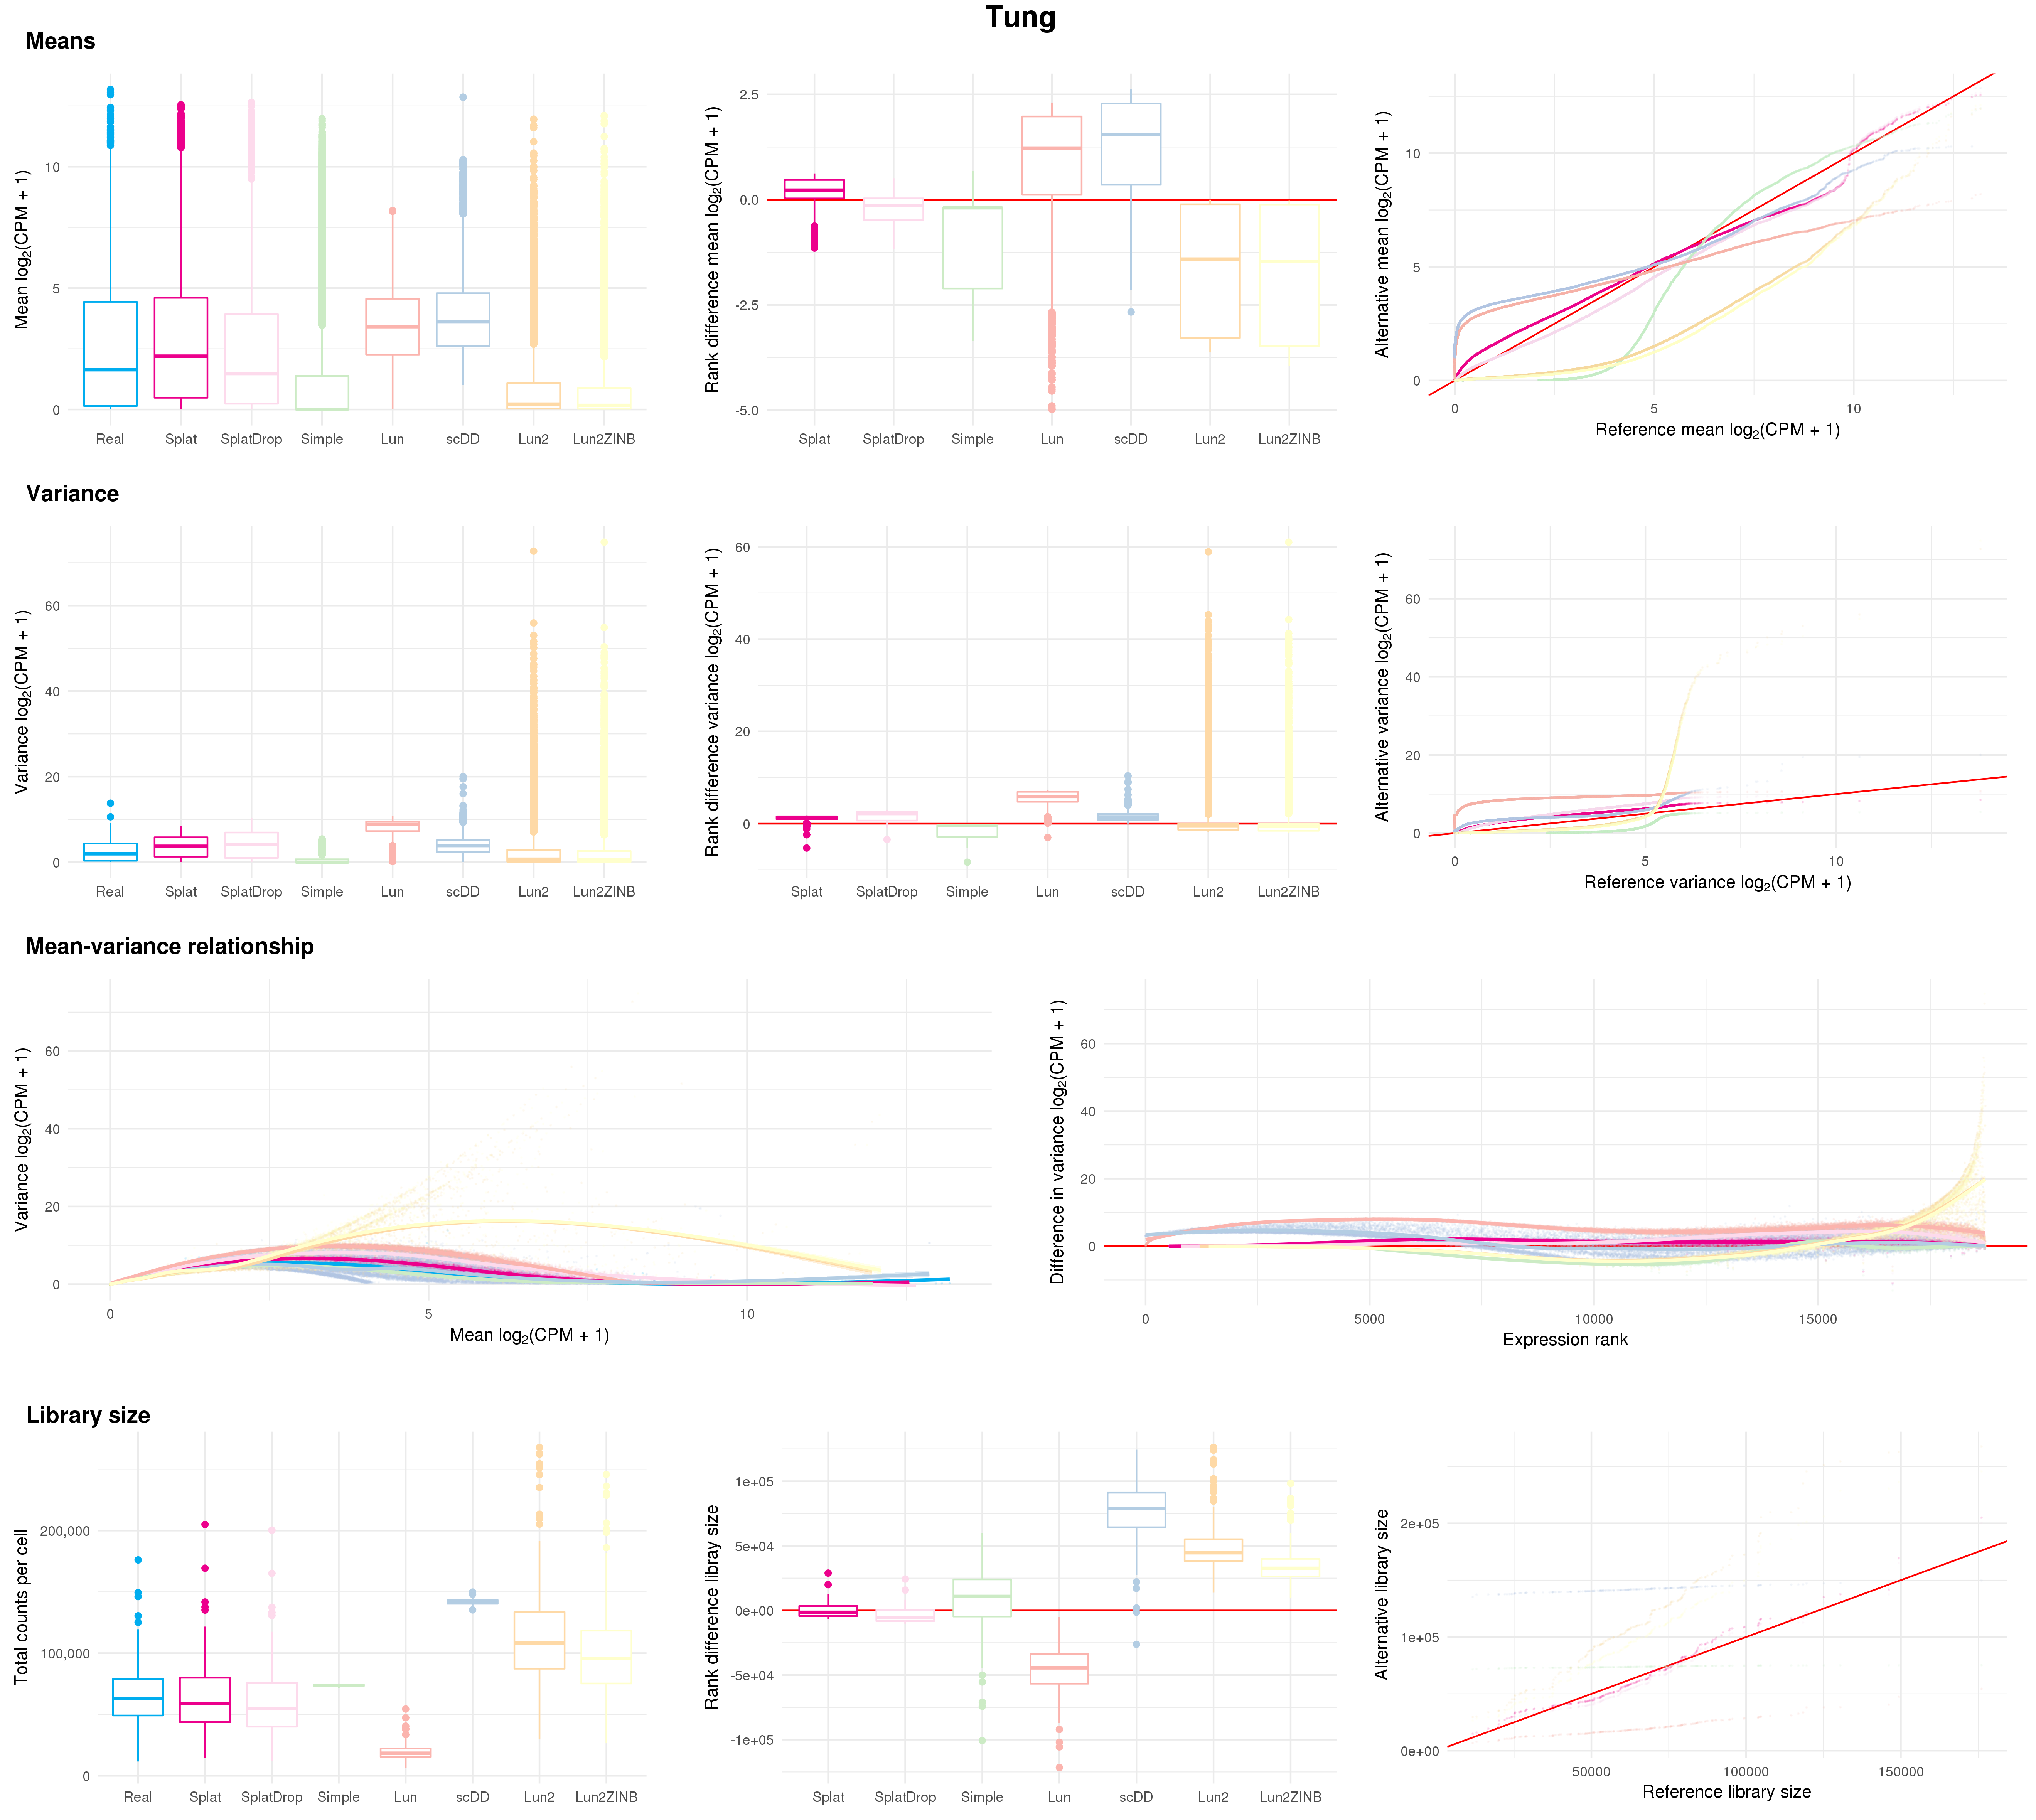 Tung
Means
Mean log2(CPM + 1)
10
5
0
Real Splat SplatDrop Simple Lun scDD Lun2 Lun2ZINB
Rank difference mean log2(CPM + 1)
2.5
0.0
-2.5
-5.0
Splat SplatDrop Simple Lun scDD Lun2 Lun2ZINB
Alternative mean log2(CPM + 1)
10
5
0
0 5 10
Reference mean log2(CPM + 1)
Variance
Variance log2(CPM + 1)
60
40
20
0
Real Splat SplatDrop Simple Lun scDD Lun2 Lun2ZINB
Rank difference variance log2(CPM + 1)
60
40
20
0
Splat SplatDrop Simple Lun scDD Lun2 Lun2ZINB
Alternative variance log2(CPM + 1)
60
40
20
0
0 5 10
Reference variance log2(CPM + 1)
Mean-variance relationship
Variance log2(CPM + 1)
60
40
20
0
0 5 10
Mean log2(CPM + 1)
Difference in variance log2(CPM + 1)
60
40
20
0
0 5000 10000 15000
Expression rank
Library size
Total counts per cell
200,000
100,000
0
Real Splat SplatDrop Simple Lun scDD Lun2 Lun2ZINB
Rank difference libray size
1e+05
5e+04
0e+00
-5e+04
-1e+05
Splat SplatDrop Simple Lun scDD Lun2 Lun2ZINB
Alternative library size
2e+05
1e+05
0e+00
50000 100000 150000
Reference library size